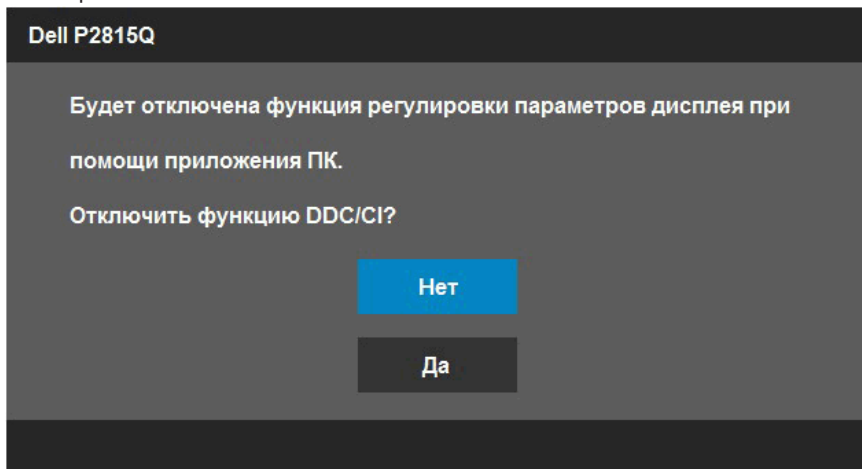 Dell P2815Q
Будет отключена функция регулировки параметров дисплея при
помощи приложения ПК.
Отключить функцию DDC/CI?
Нет
Да